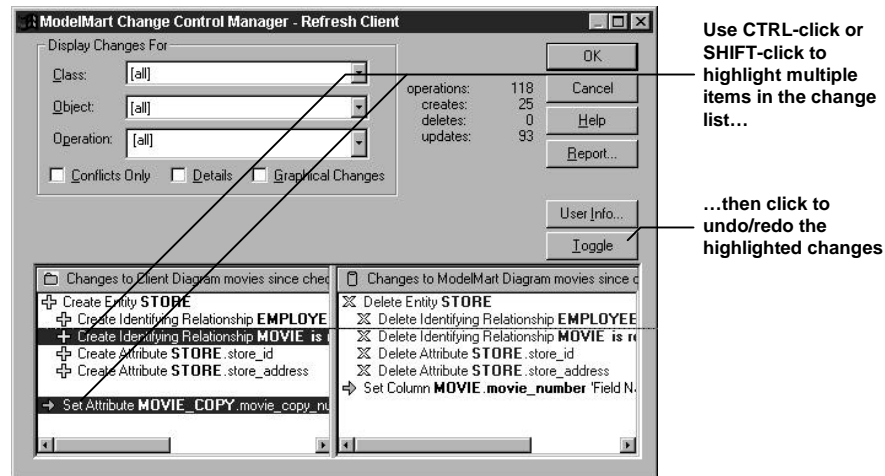 ModelMart Change Control Manager - Refresh Client
Display Changes For
Class: [all]
Object: [all]
Operation: [all]
Conflicts Only Details Graphical Changes
operations: 118
creates: 25
deletes: 0
updates: 93
OK
Cancel
Help
Report...
User Info...
Toggle
Changes to Client Diagram movies since chec
Create Entity STORE
Create Identifying Relationship EMPLOYE
Create Identifying Relationship MOVIE is
Create Attribute STORE.store_id
Create Attribute STORE.store_address
Set Attribute MOVIE_COPY.movie_copy_nu
Changes to ModelMart Diagram movies since c
Delete Entity STORE
Delete Identifying Relationship EMPLOYEE
Delete Identifying Relationship MOVIE is re
Delete Attribute STORE.store_id
Delete Attribute STORE.store_address
Set Column MOVIE.movie_number 'Field N
Use CTRL-click or
SHIFT-click to
highlight multiple
items in the change
list…
…then click to
undo/redo the
highlighted changes